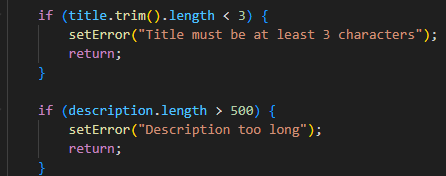 if (title.trim().length < 3) {
    setError("Title must be at least 3 characters");
    return;
}

if (description.length > 500) {
    setError("Description too long");
    return;
}